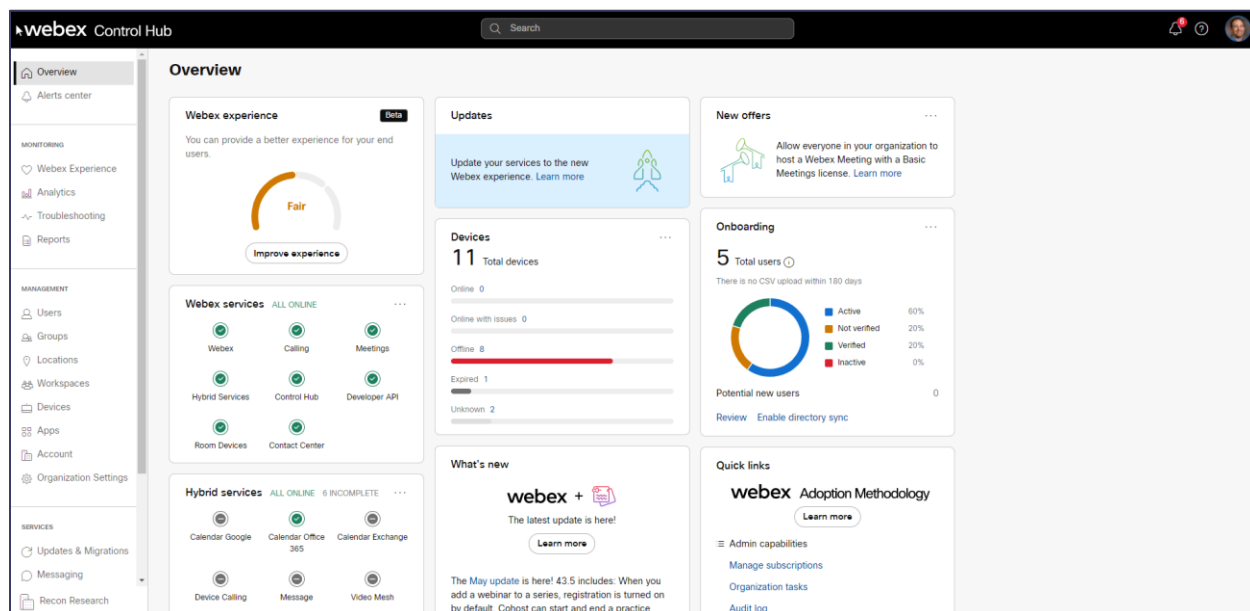 webex Control Hub
Search
6
Overview
Alerts center
MONITORING
Webex Experience
Analytics
Troubleshooting
Reports
MANAGEMENT
Users
Groups
Locations
Workspaces
Devices
Apps
Account
Organization Settings
SERVICES
Updates & Migrations
Messaging
Recon Research
Overview
Webex experience Beta
You can provide a better experience for your end
users.
Fair
Improve experience
Webex services ALL ONLINE
Webex Calling Meetings
Hybrid Services Control Hub Developer API
Room Devices Contact Center
Hybrid services ALL ONLINE 6 INCOMPLETE
Calendar Google Calendar Office Calendar Exchange
365
Device Calling Message Video Mesh
Updates
Update your services to the new
Webex experience. Learn more
Devices
11 Total devices
Online 0
Online with issues 0
Offline 8
Expired 1
Unknown 2
What's new
webex +
The latest update is here!
Learn more
The May update is here! 43.5 includes: When you
add a webinar to a series, registration is turned on
by default. Cohost can start and end a practice
New offers
Allow everyone in your organization to
host a Webex Meeting with a Basic
Meetings license. Learn more
Onboarding
5 Total users
There is no CSV upload within 180 days
Active 60%
Not verified 20%
Verified 20%
Inactive 0%
Potential new users 0
Review Enable directory sync
Quick links
webex Adoption Methodology
Learn more
Admin capabilities
Manage subscriptions
Organization tasks
Audit log